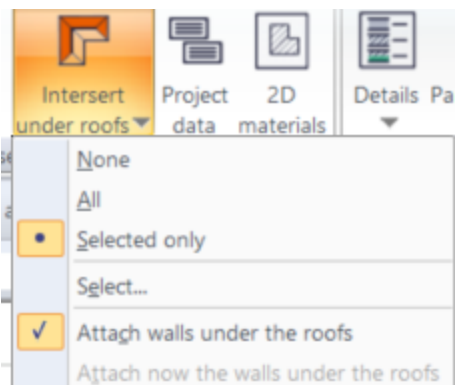 Intersert
under roofs
Project
data
2D
materials
Details
None
All
Selected only
Select...
Attach walls under the roofs
Attach now the walls under the roofs